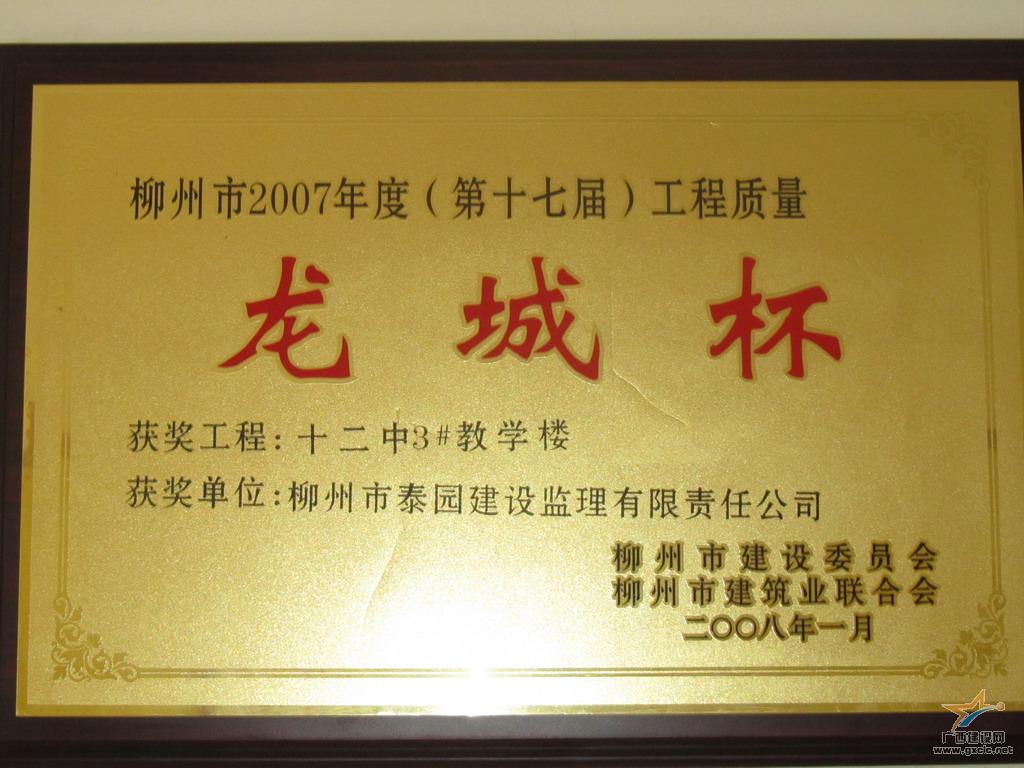 柳州市2007年度（第十七届）工程质量
龙城杯
获奖工程：十二中3#教学楼
获奖单位：柳州市泰园建设监理有限责任公司
柳州市建设委员会
柳州市建筑业联合会
二〇〇八年一月
广西建设网
www.gxcic.net